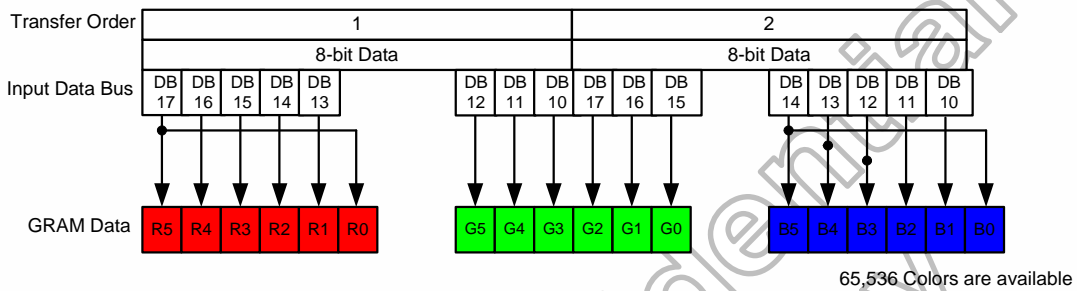 Transfer Order 1 2
8-bit Data 8-bit Data
Input Data Bus DB 17 DB 16 DB 15 DB 14 DB 13 DB 12 DB 11 DB 10 DB 17 DB 16 DB 15 DB 14 DB 13 DB 12 DB 11 DB 10
GRAM Data R5 R4 R3 R2 R1 R0 G5 G4 G3 G2 G1 G0 B5 B4 B3 B2 B1 B0
65,536 Colors are available